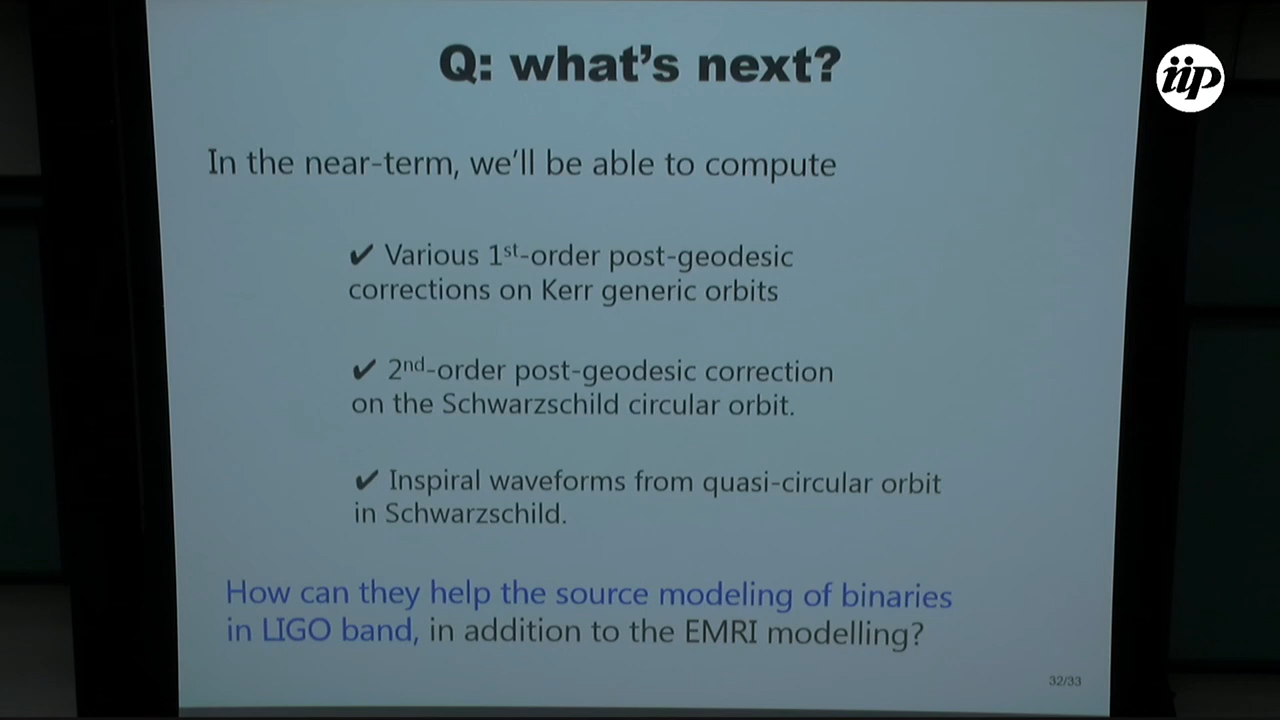 Q: what's next?
iip
In the near-term, we'll be able to compute
✔ Various 1st-order post-geodesic
corrections on Kerr generic orbits
✔ 2nd-order post-geodesic correction
on the Schwarzschild circular orbit.
✔ Inspiral waveforms from quasi-circular orbit
in Schwarzschild.
How can they help the source modeling of binaries
in LIGO band, in addition to the EMRI modelling?
32/33